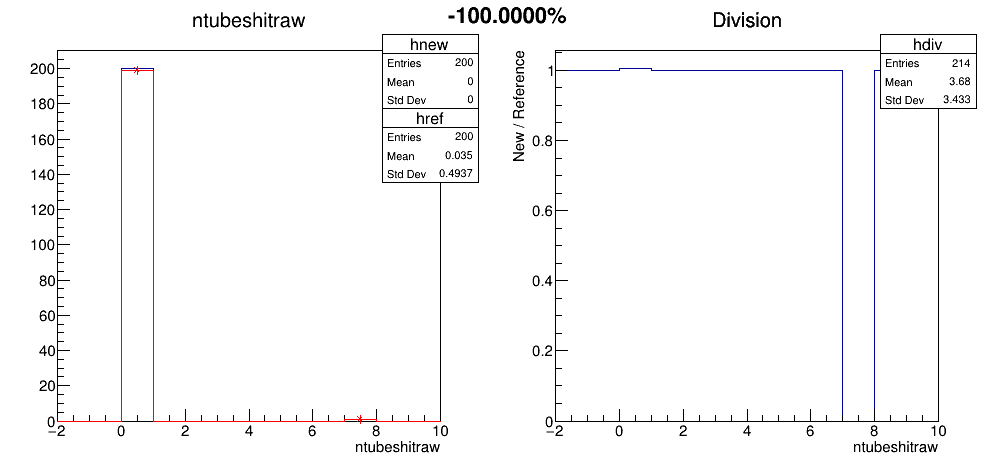 -100.0000%
ntubeshitraw
hnew
Entries 200
Mean 0
Std Dev 0
href
Entries 200
Mean 0.035
Std Dev 0.4937
200
180
160
140
120
100
80
60
40
20
0
−2 0 2 4 6 8 10
ntubeshitraw
Division
hdiv
Entries 214
Mean 3.68
Std Dev 3.433
New / Reference
1
0.8
0.6
0.4
0.2
0
−2 0 2 4 6 8 10
ntubeshitraw